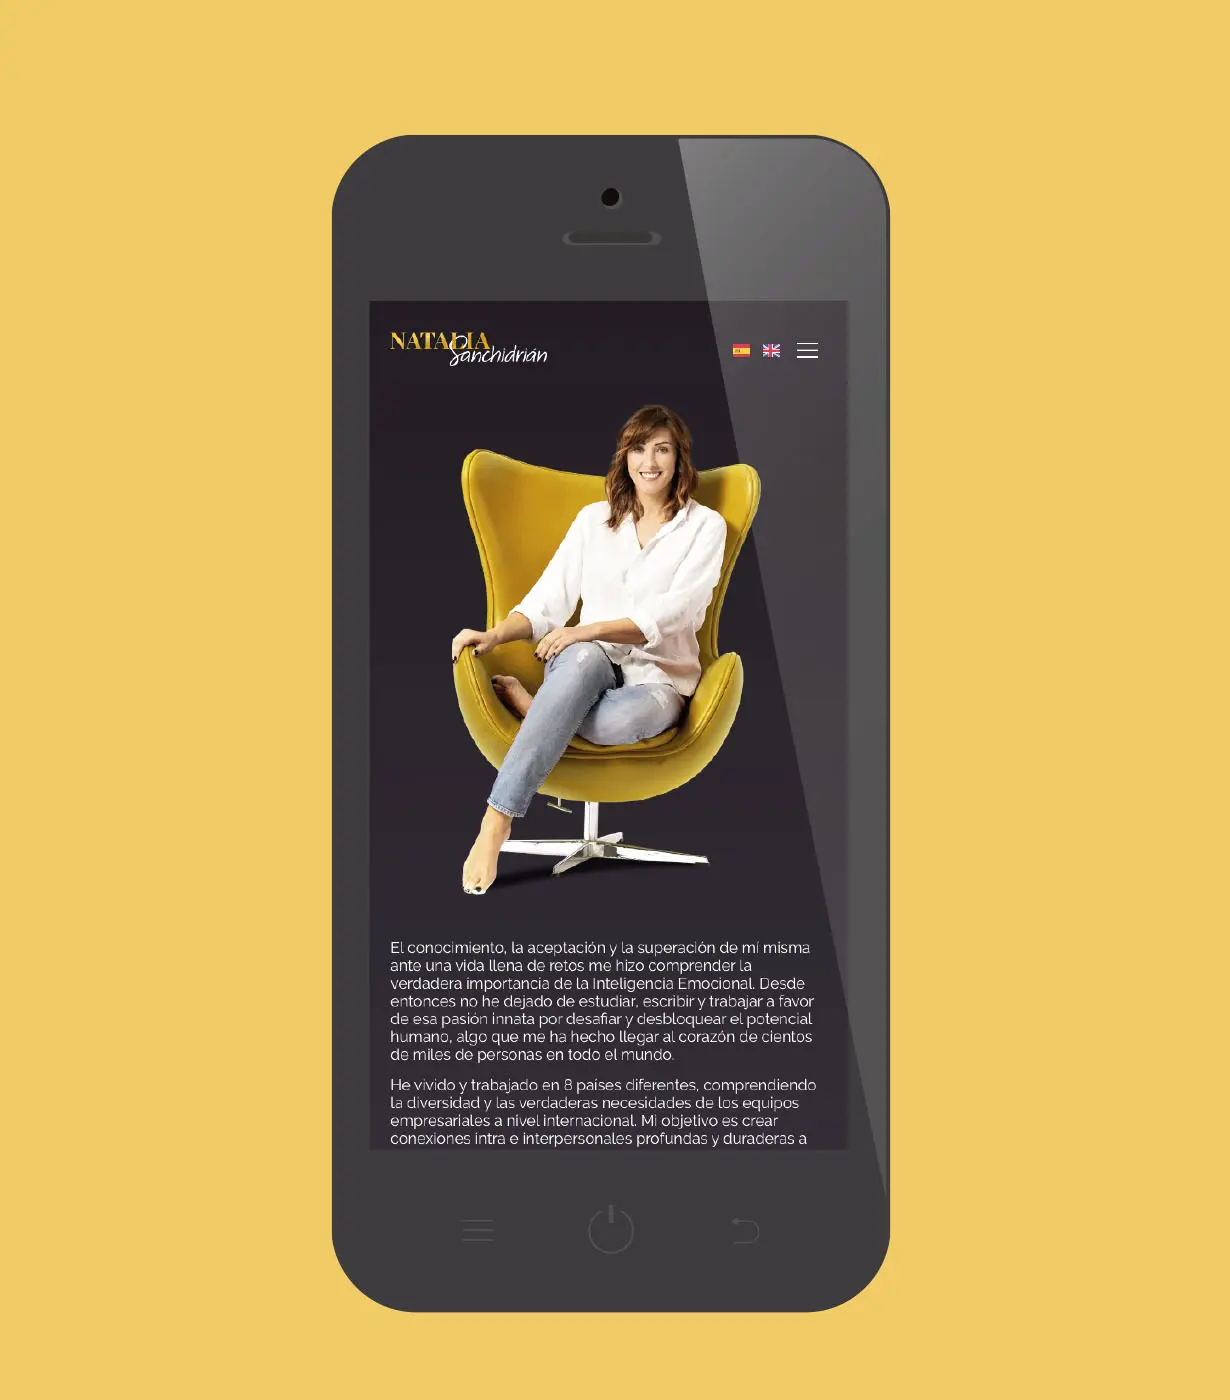 NATALIA
Sanchidrián
El conocimiento, la aceptación y la superación de mí misma
ante una vida llena de retos me hizo comprender la
verdadera importancia de la Inteligencia Emocional. Desde
entonces no he dejado de estudiar, escribir y trabajar a favor
de esa pasión innata por desafiar y desbloquear el potencial
humano, algo que me ha hecho llegar al corazón de cientos
de miles de personas en todo el mundo.
He vivido y trabajado en 8 países diferentes, comprendiendo
la diversidad y las verdaderas necesidades de los equipos
empresariales a nivel internacional. Mi objetivo es crear
conexiones intra e interpersonales profundas y duraderas a